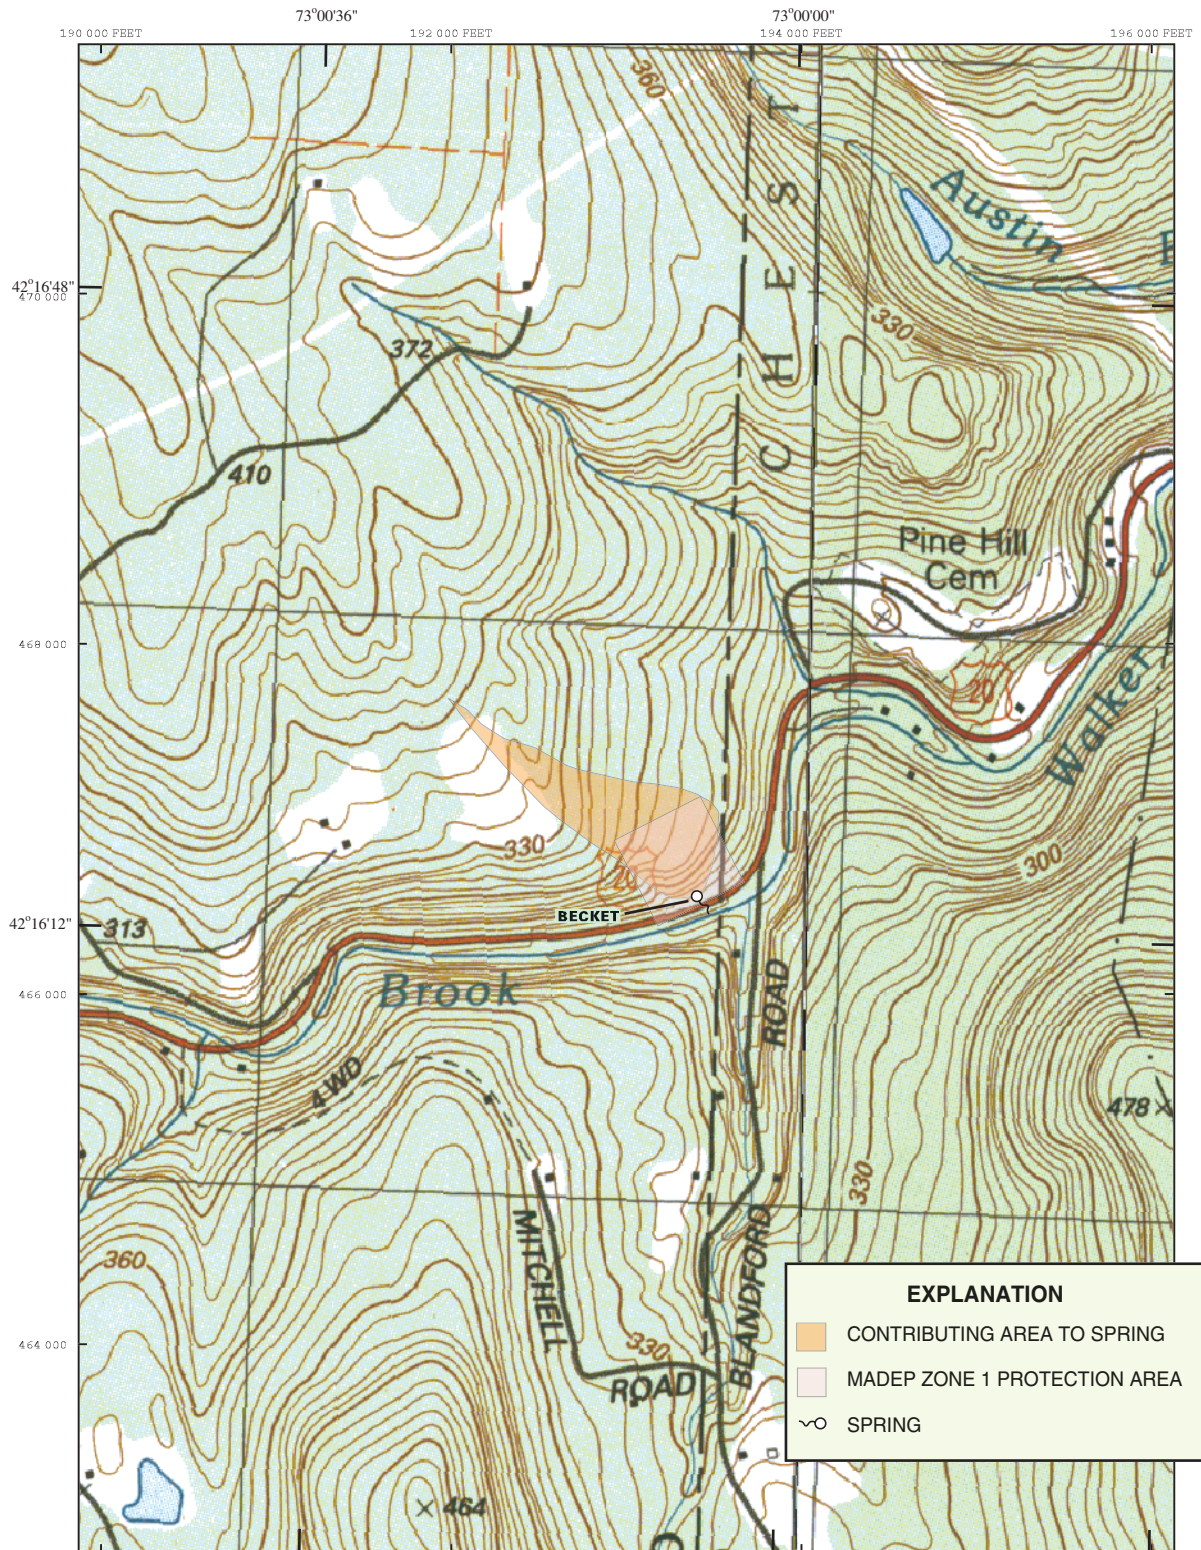 73°00'36"
73°00'00"
190 000 FEET
192 000 FEET
194 000 FEET
196 000 FEET
360
CHEST
Austin
42°16'48"
470 000
330
372
410
Pine Hill
Cem
468 000
20
Walker
330
300
20
BECKET
42°16'12"
313
466 000
Brook
ROAD
4WD
478
330
MITCHELL
BLANDFORD
360
EXPLANATION
CONTRIBUTING AREA TO SPRING
MADEP ZONE 1 PROTECTION AREA
SPRING
464 000
330
ROAD
464